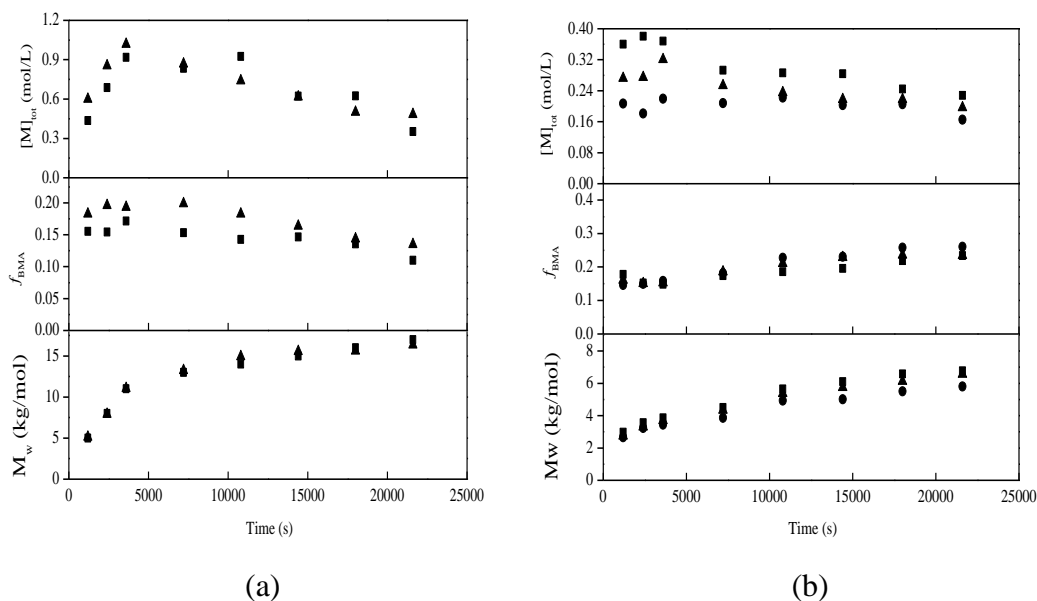 1.2
0.9
0.6
0.3
0.0
[M]tot (mol/L)
0.20
0.15
0.10
0.05
0.00
fBMA
15
10
5
0
Mw (kg/mol)
0 5000 10000 15000 20000 25000
Time (s)
(a)
0.40
0.32
0.24
0.16
0.08
0.00
[M]tot (mol/L)
0.4
0.3
0.2
0.1
0.0
fBMA
8
6
4
2
0
Mw (kg/mol)
0 5000 10000 15000 20000 25000
Time (s)
(b)